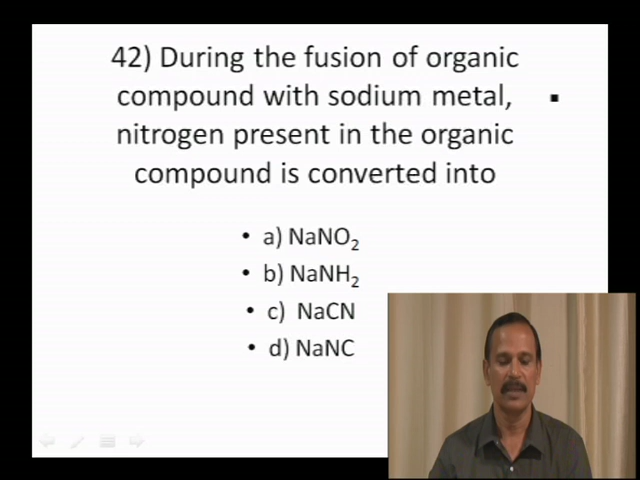 42) During the fusion of organic
compound with sodium metal,
nitrogen present in the organic
compound is converted into
• a) NaNO₂
• b) NaNH₂
• c) NaCN
• d) NaNC